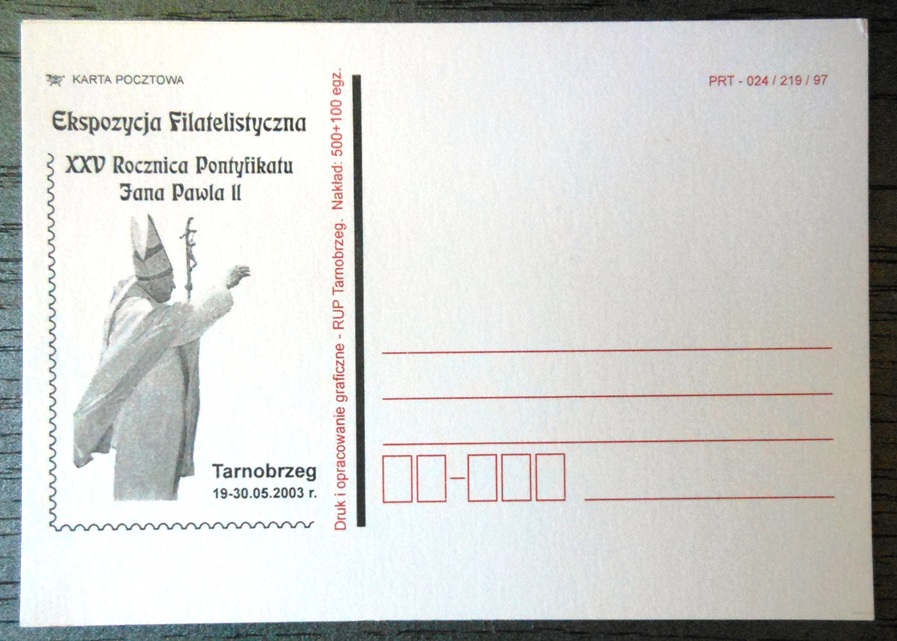 KARTA POCZTOWA
Ekspozycja Filatelistyczna
XXV Rocznica Pontyfikatu
Jana Pawla II
Tarnobrzeg
19-30.05.2003 r.
Druk i opracowanie graficzne - RUP Tarnobrzeg. Nakład: 500+100 egz.
PRT - 024 / 219 / 97